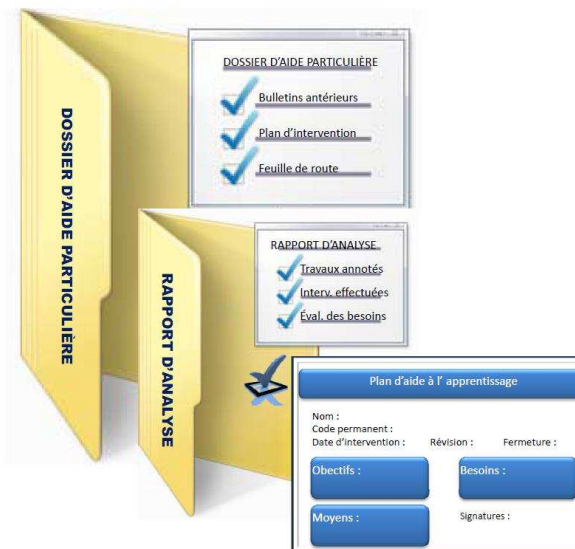 DOSSIER D'AIDE PARTICULIÈRE
DOSSIER D'AIDE PARTICULIÈRE
Bulletins antérieurs
Plan d'intervention
Feuille de route
RAPPORT D'ANALYSE
RAPPORT D'ANALYSE
Travaux annotés
Interv. effectuées
Éval. des besoins
Plan d'aide à l' apprentissage
Nom :
Code permanent :
Date d'intervention : Révision : Fermeture :
Obectifs : Besoins :
Moyens : Signatures :